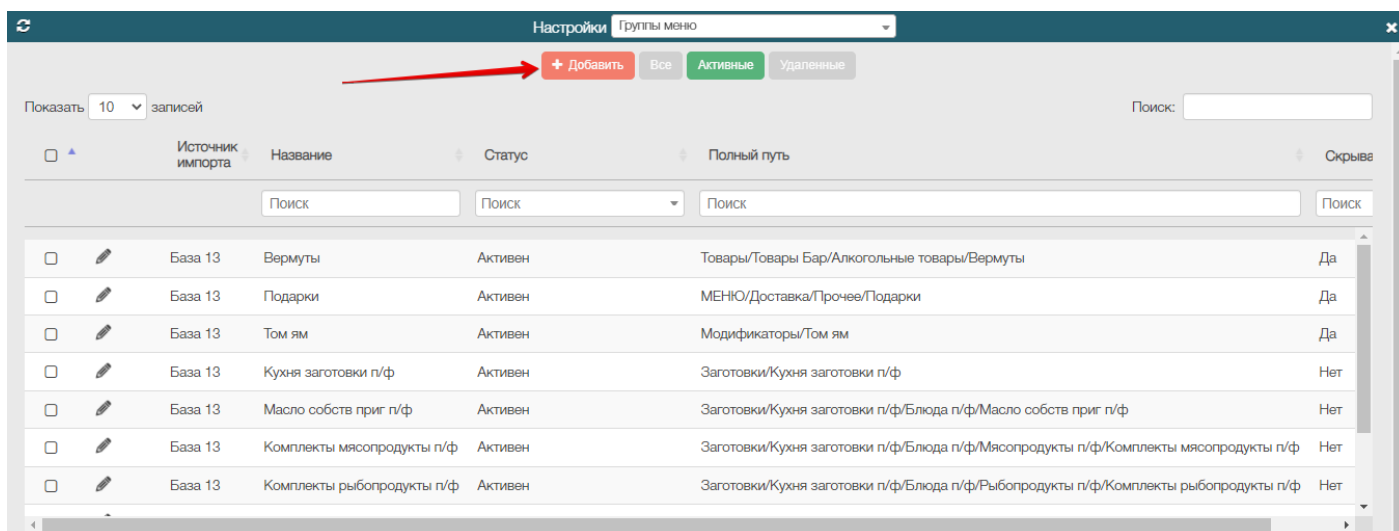 Настройки Группы меню
+ Добавить Все Активные Удаленные
Показать 10 записей Поиск:
Источник импорта Название Статус Полный путь Скрыва
Поиск Поиск Поиск Поиск
База 13 Вермуты Активен Товары/Товары Бар/Алкогольные товары/Вермуты Да
База 13 Подарки Активен МЕНЮ/Доставка/Прочее/Подарки Да
База 13 Том ям Активен Модификаторы/Том ям Да
База 13 Кухня заготовки п/ф Активен Заготовки/Кухня заготовки п/ф Нет
База 13 Масло собств приг п/ф Активен Заготовки/Кухня заготовки п/ф/Блюда п/ф/Масло собств приг п/ф Нет
База 13 Комплекты мясопродукты п/ф Активен Заготовки/Кухня заготовки п/ф/Блюда п/ф/Мясопродукты п/ф/Комплекты мясопродукты п/ф Нет
База 13 Комплекты рыбопродукты п/ф Активен Заготовки/Кухня заготовки п/ф/Блюда п/ф/Рыбопродукты п/ф/Комплекты рыбопродукты п/ф Нет